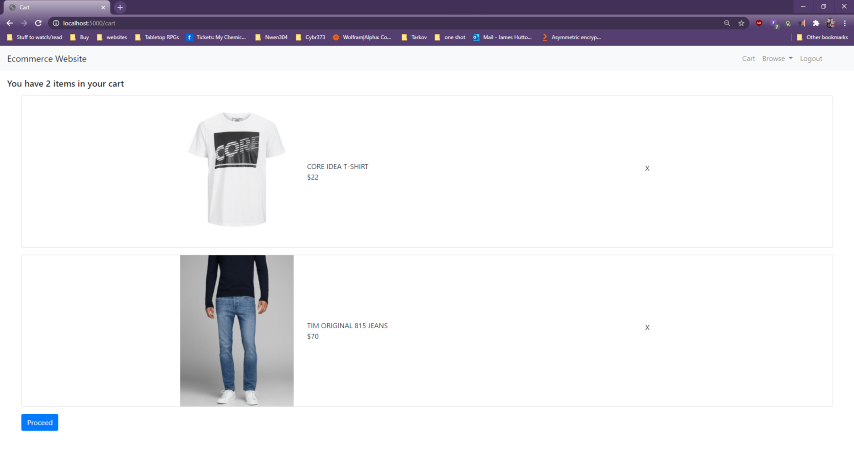 Cart
localhost:5000/cart
Stuff to watch/read
Buy
websites
Tabletop RPGs
Tickets: My Chemic...
Nwen304
Cybr373
Wolfram|Alpha: Co...
Tarkov
one shot
Mail - James Hutto...
Asymmetric encryp...
Other bookmarks
Ecommerce Website
Cart
Browse
Logout
You have 2 items in your cart
CORE
CORE IDEA T-SHIRT
$22
X
TIM ORIGINAL 815 JEANS
$70
X
Proceed